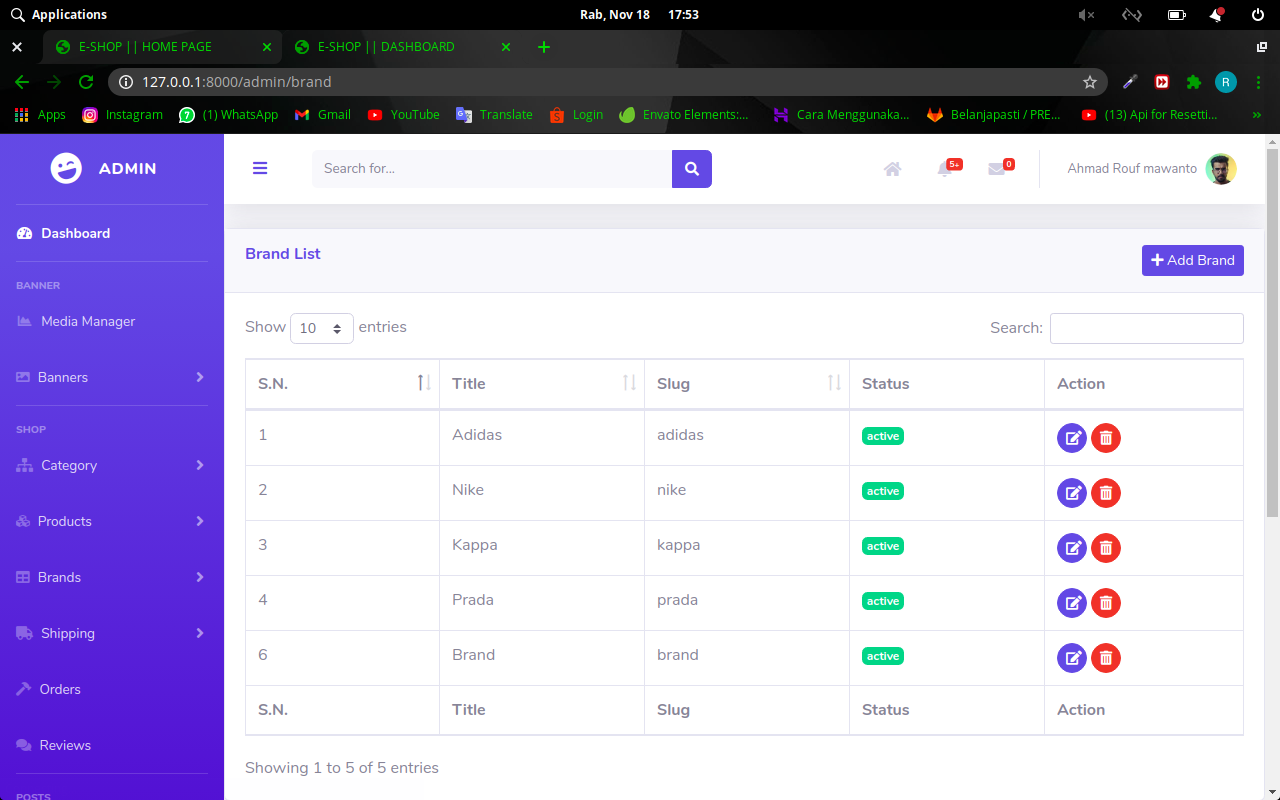 Applications Rab, Nov 18 17:53
E-SHOP || HOME PAGE E-SHOP || DASHBOARD
127.0.0.1:8000/admin/brand R
Apps Instagram (1) WhatsApp Gmail YouTube Translate Login Envato Elements:... Cara Menggunaka... Belanjapasti / PRE... (13) Api for Resetti...
ADMIN
Search for... 5+ 0 Ahmad Rouf mawanto
Dashboard
BANNER
Media Manager
Banners
SHOP
Category
Products
Brands
Shipping
Orders
Reviews
POSTS
Brand List Add Brand
Show 10 entries Search:
S.N. Title Slug Status Action
1 Adidas adidas active
2 Nike nike active
3 Kappa kappa active
4 Prada prada active
6 Brand brand active
S.N. Title Slug Status Action
Showing 1 to 5 of 5 entries